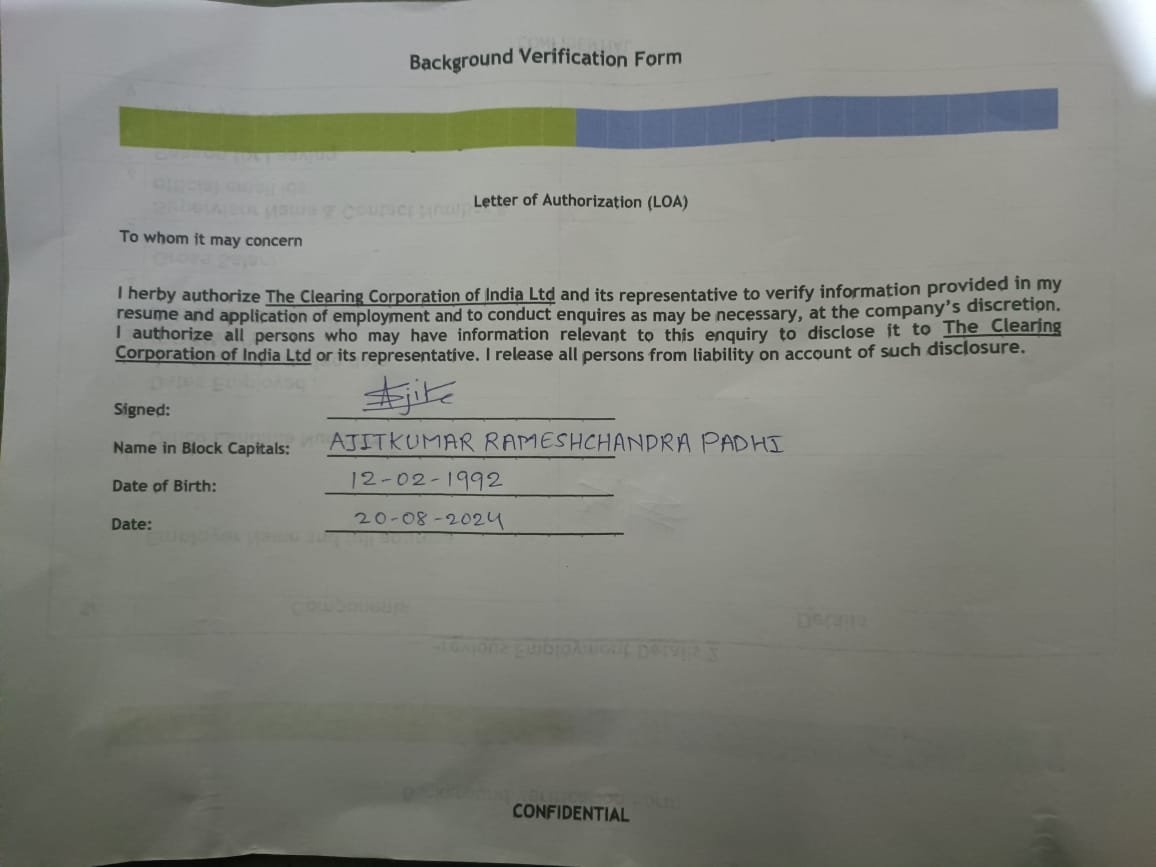 Background Verification Form
Letter of Authorization (LOA)
To whom it may concern
I herby authorize The Clearing Corporation of India Ltd and its representative to verify information provided in my
resume and application of employment and to conduct enquires as may be necessary, at the company's discretion.
I authorize all persons who may have information relevant to this enquiry to disclose it to The Clearing
Corporation of India Ltd or its representative. I release all persons from liability on account of such disclosure.
Signed: Ajit
Name in Block Capitals: AJITKUMAR RAMESHCHANDRA PADHI
Date of Birth: 12-02-1992
Date: 20-08-2024
CONFIDENTIAL